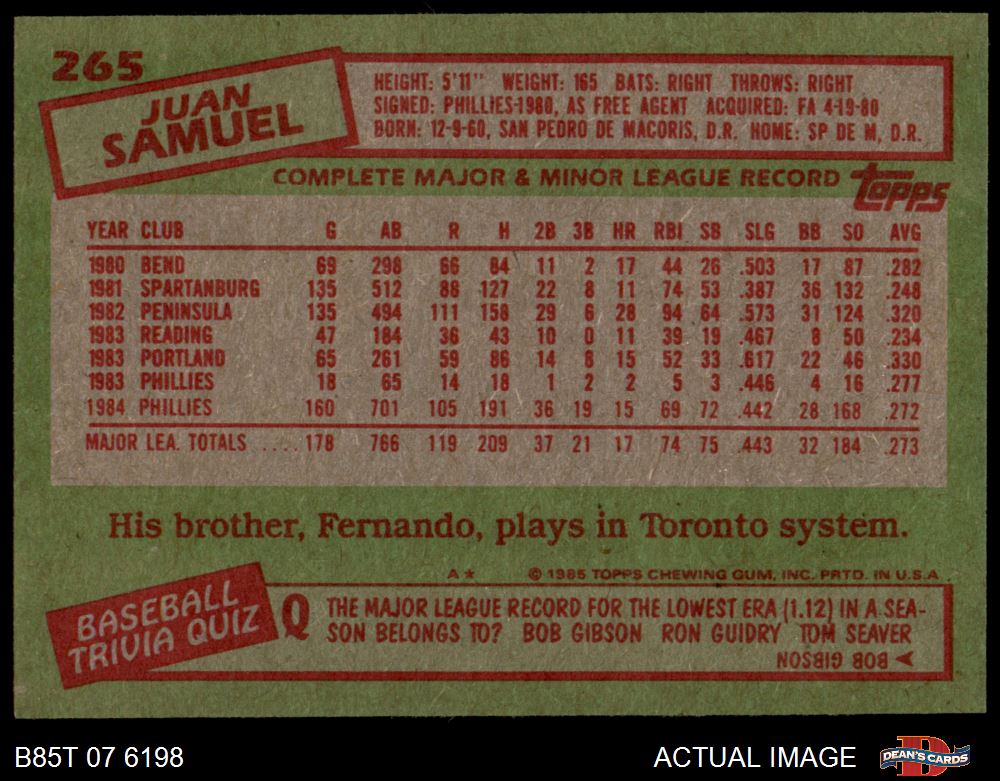 265
JUAN
SAMUEL
HEIGHT: 5'11" WEIGHT: 165 BATS: RIGHT THROWS: RIGHT
SIGNED: PHILLIES-1980, AS FREE AGENT ACQUIRED: FA 4-19-80
BORN: 12-9-60, SAN PEDRO DE MACORIS, D.R. HOME: SP DE M, D.R.
COMPLETE MAJOR & MINOR LEAGUE RECORD topps
YEAR CLUB G AB R H 2B 3B HR RBI SB SLG BB SO AVG
1980 BEND 69 298 66 84 11 2 17 44 26 .503 17 87 .282
1981 SPARTANBURG 135 512 88 127 22 8 11 74 53 .387 36 132 .248
1982 PENINSULA 135 494 111 158 29 6 28 94 64 .573 31 124 .320
1983 READING 47 184 36 43 10 0 11 39 19 .467 8 50 .234
1983 PORTLAND 65 261 59 86 14 8 15 52 33 .617 22 46 .330
1983 PHILLIES 18 65 14 18 1 2 2 5 3 .446 4 16 .277
1984 PHILLIES 160 701 105 191 36 19 15 69 72 .442 28 168 .272
MAJOR LEA. TOTALS ....178 766 119 209 37 21 17 74 75 .443 32 184 .273
His brother, Fernando, plays in Toronto system.
A★ © 1985 TOPPS CHEWING GUM, INC. PRTD. IN U.S.A.
BASEBALL
TRIVIA QUIZ
Q THE MAJOR LEAGUE RECORD FOR THE LOWEST ERA (1.12) IN A SEA-
SON BELONGS TO? BOB GIBSON RON GUIDRY TOM SEAVER
BOB GIBSON
B85T 07 6198
ACTUAL IMAGE
DEAN'S CARDS